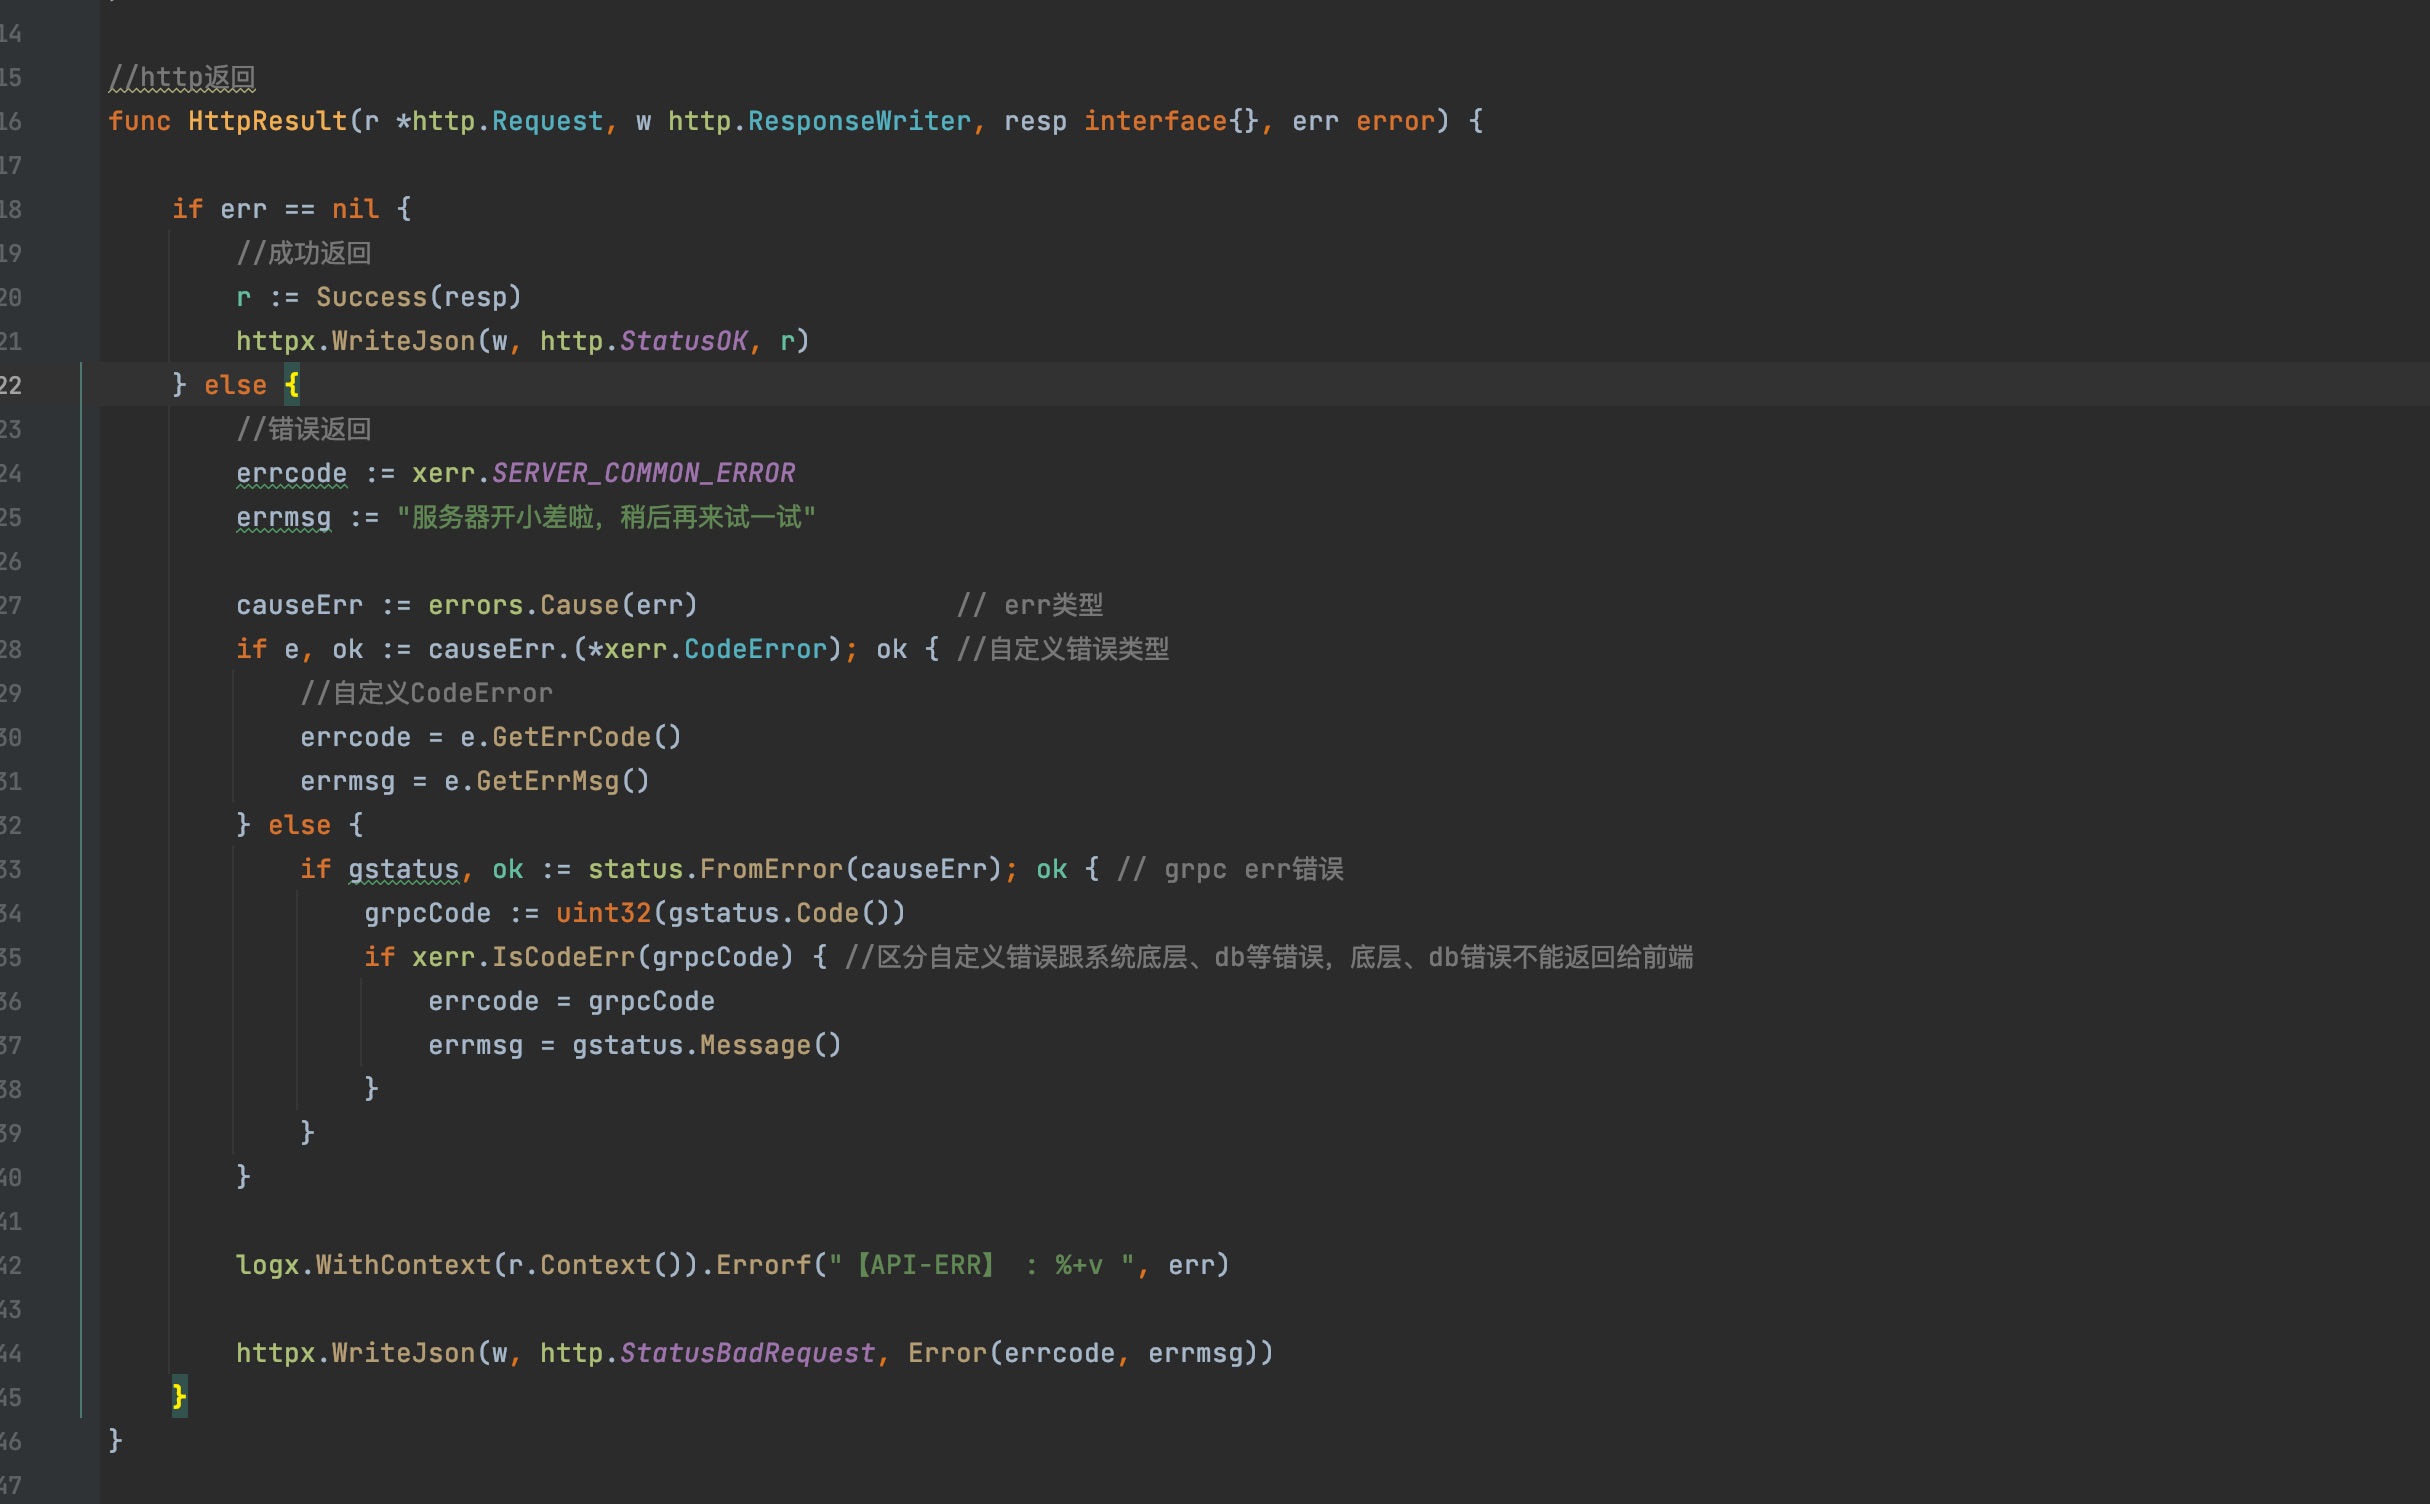 14
15 //http返回
16 func HttpResult(r *http.Request, w http.ResponseWriter, resp interface{}, err error) {
17
18 if err == nil {
19 //成功返回
20 r := Success(resp)
21 httpx.WriteJson(w, http.StatusOK, r)
22 } else {
23 //错误返回
24 errcode := xerr.SERVER_COMMON_ERROR
25 errmsg := "服务器开小差啦，稍后再来试一试"
26
27 causeErr := errors.Cause(err) // err类型
28 if e, ok := causeErr.(*xerr.CodeError); ok { //自定义错误类型
29 //自定义CodeError
30 errcode = e.GetErrCode()
31 errmsg = e.GetErrMsg()
32 } else {
33 if gstatus, ok := status.FromError(causeErr); ok { // grpc err错误
34 grpcCode := uint32(gstatus.Code())
35 if xerr.IsCodeErr(grpcCode) { //区分自定义错误跟系统底层、db等错误，底层、db错误不能返回给前端
36 errcode = grpcCode
37 errmsg = gstatus.Message()
38 }
39 }
40 }
41
42 logx.WithContext(r.Context()).Errorf("【API-ERR】 : %+v ", err)
43
44 httpx.WriteJson(w, http.StatusBadRequest, Error(errcode, errmsg))
45 }
46 }
47